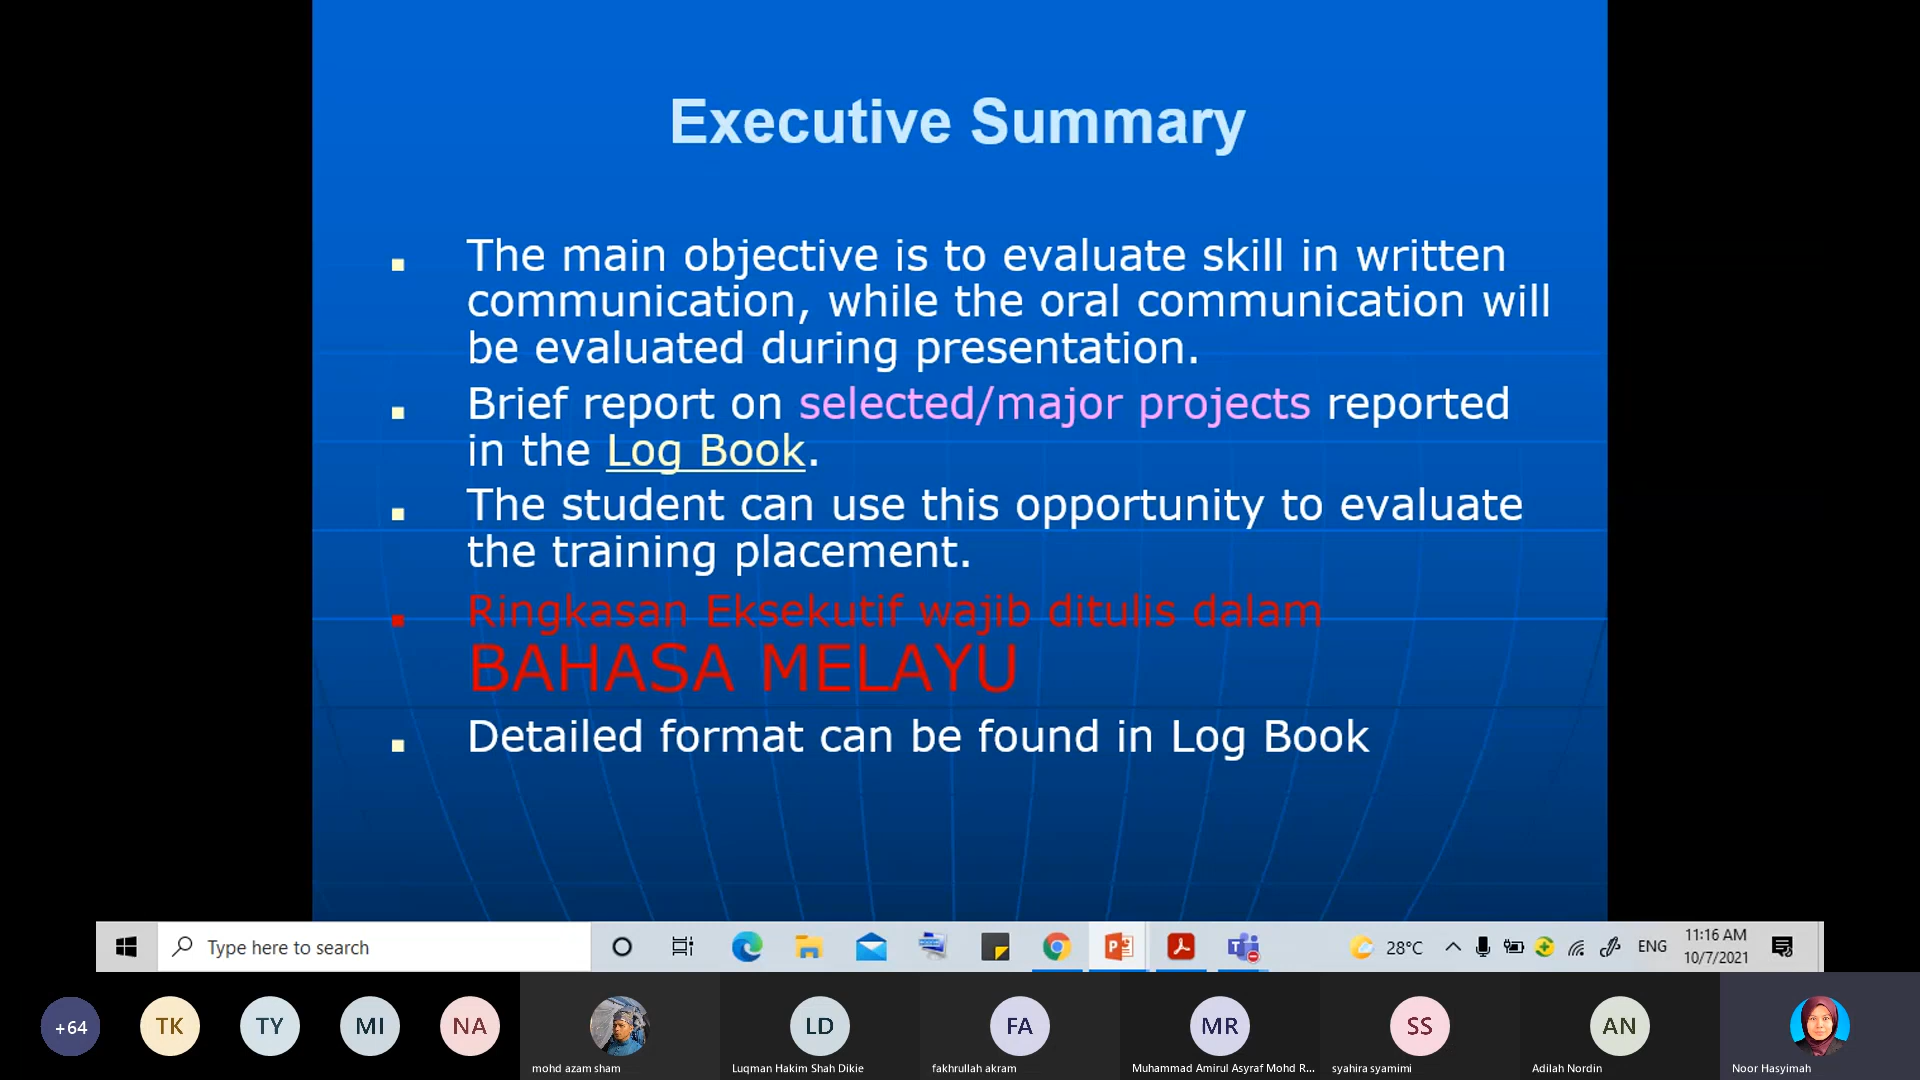 Executive Summary
The main objective is to evaluate skill in written
communication, while the oral communication will
be evaluated during presentation.
Brief report on selected/major projects reported
in the Log Book.
The student can use this opportunity to evaluate
the training placement.
Ringkasan Eksekutif wajib ditulis dalam
BAHASA MELAYU
Detailed format can be found in Log Book
Type here to search
28°C
ENG
11:16 AM
10/7/2021
+64
TK
TY
MI
NA
LD
FA
MR
SS
AN
mohd azam sham
Luqman Hakim Shah Dikie
fakhrullah akram
Muhammad Amirul Asyraf Mohd R...
syahira syamimi
Adilah Nordin
Noor Hasyimah